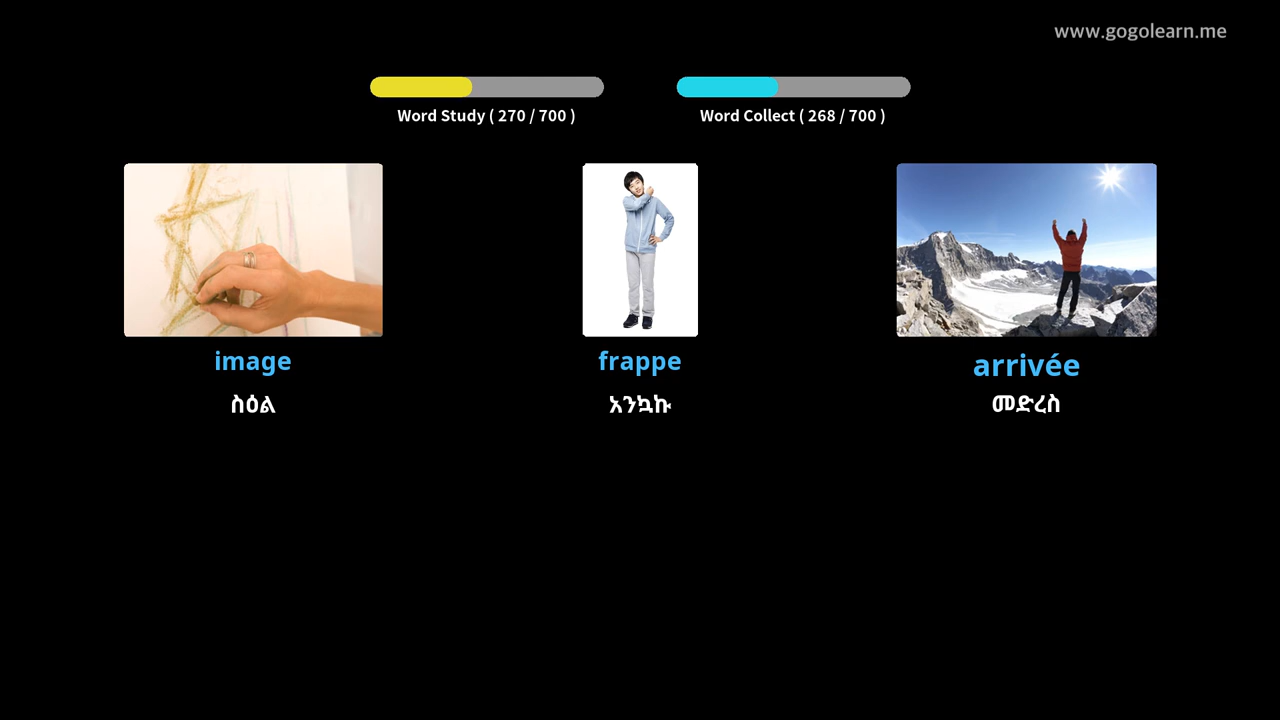 www.gogolearn.me
Word Study ( 270 / 700 )
Word Collect ( 268 / 700 )
image
frappe
arrivée
ስዕል
አንኳኩ
መድረስ